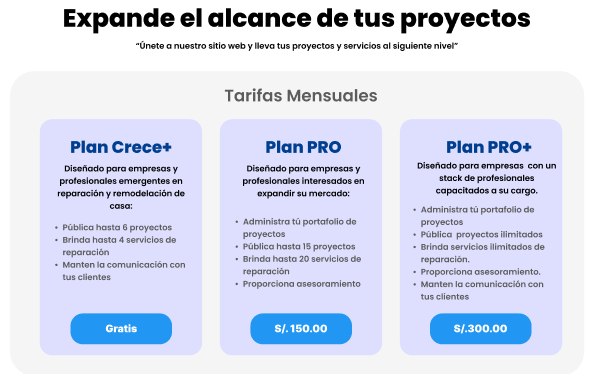 Expande el alcance de tus proyectos
“Únete a nuestro sitio web y lleva tus proyectos y servicios al siguiente nivel”
Tarifas Mensuales
Plan Crece+
Diseñado para empresas y
profesionales emergentes en
reparación y remodelación de
casa:
• Pública hasta 6 proyectos
• Brinda hasta 4 servicios de
reparación
• Manten la comunicación con
tus clientes
Gratis
Plan PRO
Diseñado para empresas y
profesionales interesados en
expandir su mercado:
• Administra tú portafolio de
proyectos
• Pública hasta 15 proyectos
• Brinda hasta 20 servicios de
reparación
• Proporciona asesoramiento
S/. 150.00
Plan PRO+
Diseñado para empresas con un
stack de profesionales
capacitados a su cargo.
• Administra tú portafolio de
proyectos
• Pública proyectos ilimitados
• Brinda servicios ilimitados de
reparación.
• Proporciona asesoramiento.
• Manten la comunicación con
tus clientes
S/.300.00